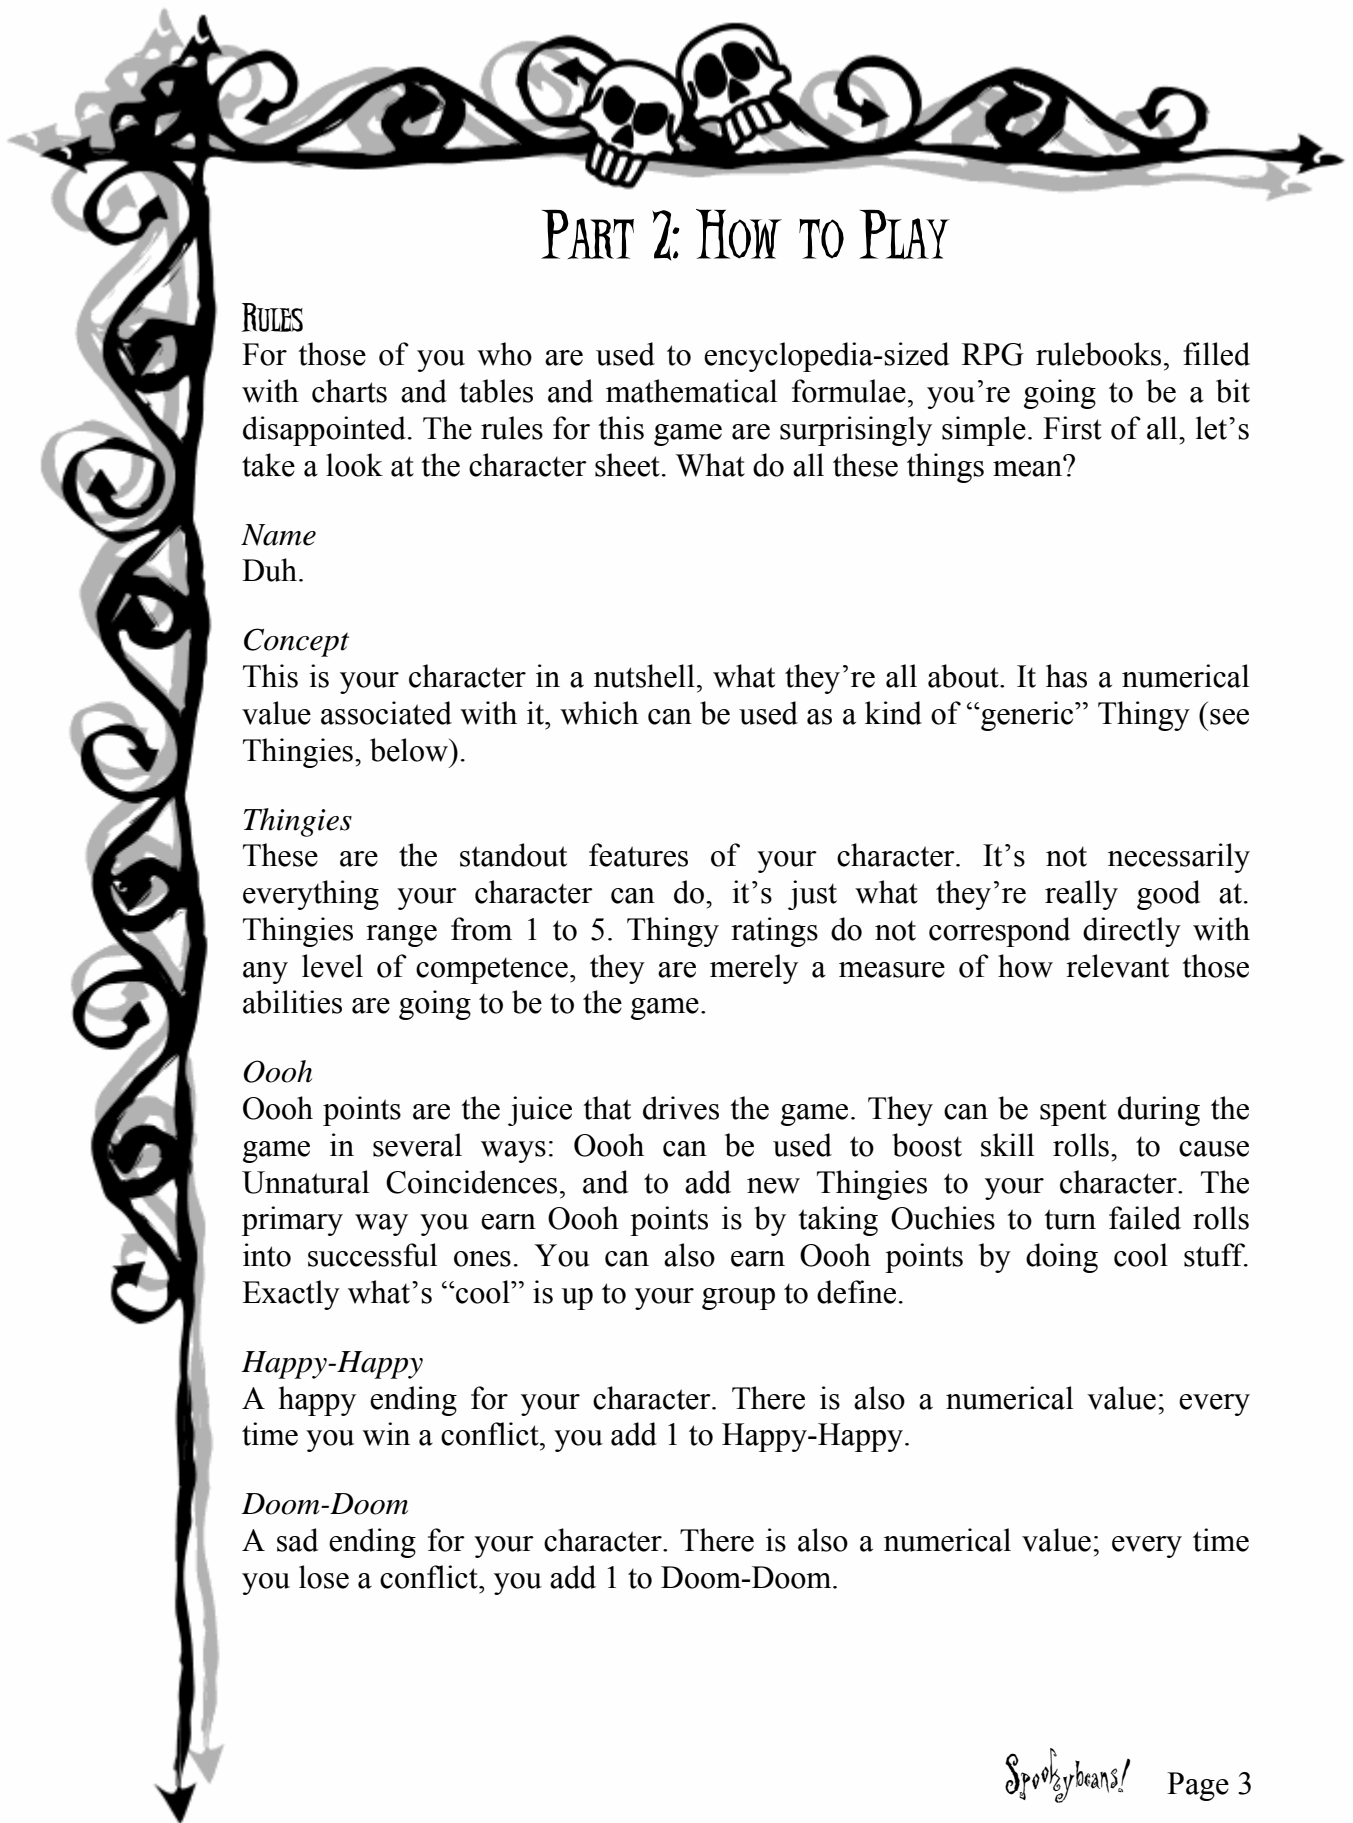 Part 2: How to Play
Rules
For those of you who are used to encyclopedia-sized RPG rulebooks, filled
with charts and tables and mathematical formulae, you’re going to be a bit
disappointed. The rules for this game are surprisingly simple. First of all, let’s
take a look at the character sheet. What do all these things mean?
Name
Duh.
Concept
This is your character in a nutshell, what they’re all about. It has a numerical
value associated with it, which can be used as a kind of “generic” Thingy (see
Thingies, below).
Thingies
These are the standout features of your character. It’s not necessarily
everything your character can do, it’s just what they’re really good at.
Thingies range from 1 to 5. Thingy ratings do not correspond directly with
any level of competence, they are merely a measure of how relevant those
abilities are going to be to the game.
Oooh
Oooh points are the juice that drives the game. They can be spent during the
game in several ways: Oooh can be used to boost skill rolls, to cause
Unnatural Coincidences, and to add new Thingies to your character. The
primary way you earn Oooh points is by taking Ouchies to turn failed rolls
into successful ones. You can also earn Oooh points by doing cool stuff.
Exactly what’s “cool” is up to your group to define.
Happy-Happy
A happy ending for your character. There is also a numerical value; every
time you win a conflict, you add 1 to Happy-Happy.
Doom-Doom
A sad ending for your character. There is also a numerical value; every time
you lose a conflict, you add 1 to Doom-Doom.
Spookybeans! Page 3